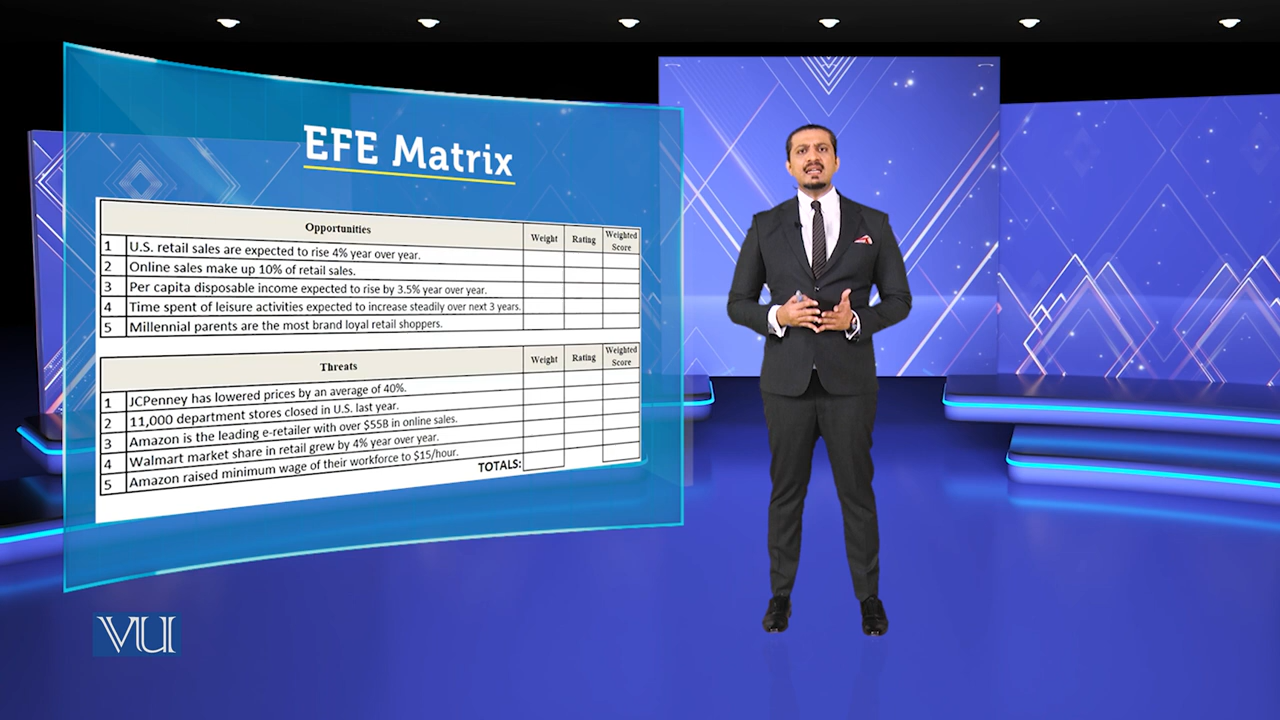 EFE Matrix
Opportunities Weight Rating Weighted Score
1 U.S. retail sales are expected to rise 4% year over year.
2 Online sales make up 10% of retail sales.
3 Per capita disposable income expected to rise by 3.5% year over year.
4 Time spent of leisure activities expected to increase steadily over next 3 years.
5 Millennial parents are the most brand loyal retail shoppers.
Threats Weight Rating Weighted Score
1 JCPenney has lowered prices by an average of 40%.
2 11,000 department stores closed in U.S. last year.
3 Amazon is the leading e-retailer with over $55B in online sales.
4 Walmart market share in retail grew by 4% year over year.
5 Amazon raised minimum wage of their workforce to $15/hour.
TOTALS:
VU